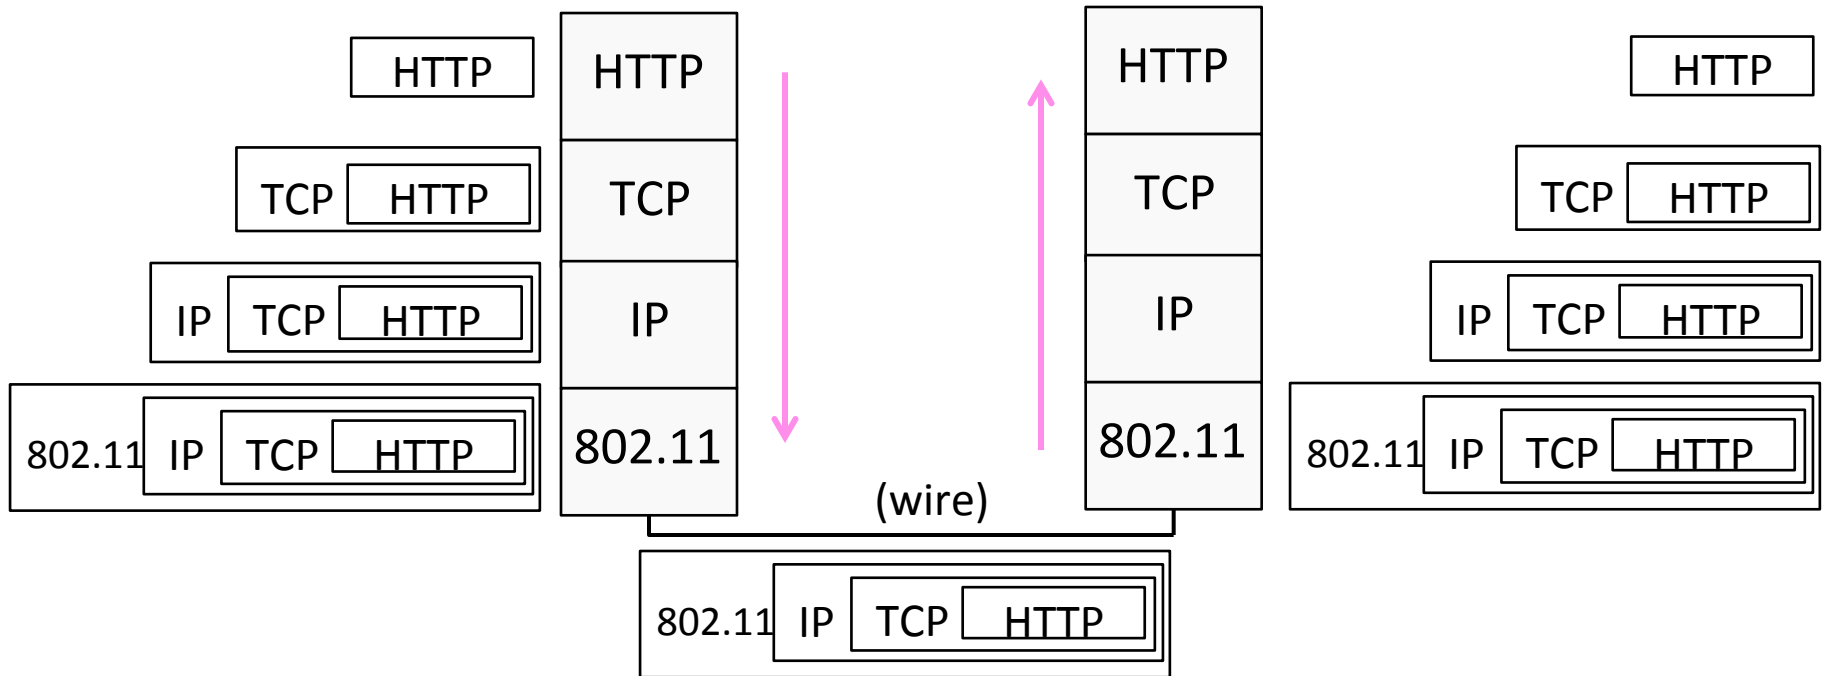 HTTP
HTTP
HTTP
HTTP
TCP HTTP
TCP
TCP
TCP HTTP
IP TCP HTTP
IP
IP
IP TCP HTTP
802.11 IP TCP HTTP
802.11
802.11
802.11 IP TCP HTTP
(wire)
802.11 IP TCP HTTP